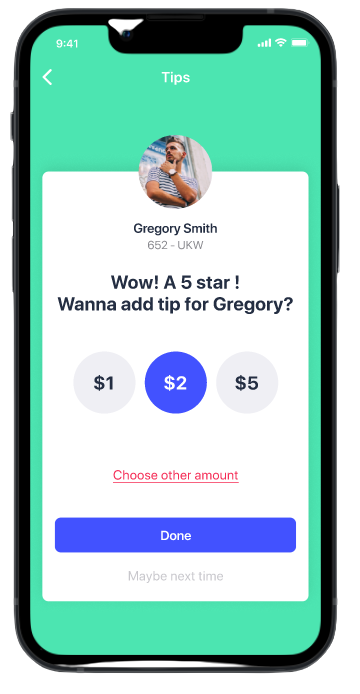 9:41
Tips
Gregory Smith
652 - UKW
Wow! A 5 star !
Wanna add tip for Gregory?
$1 $2 $5
Choose other amount
Done
Maybe next time